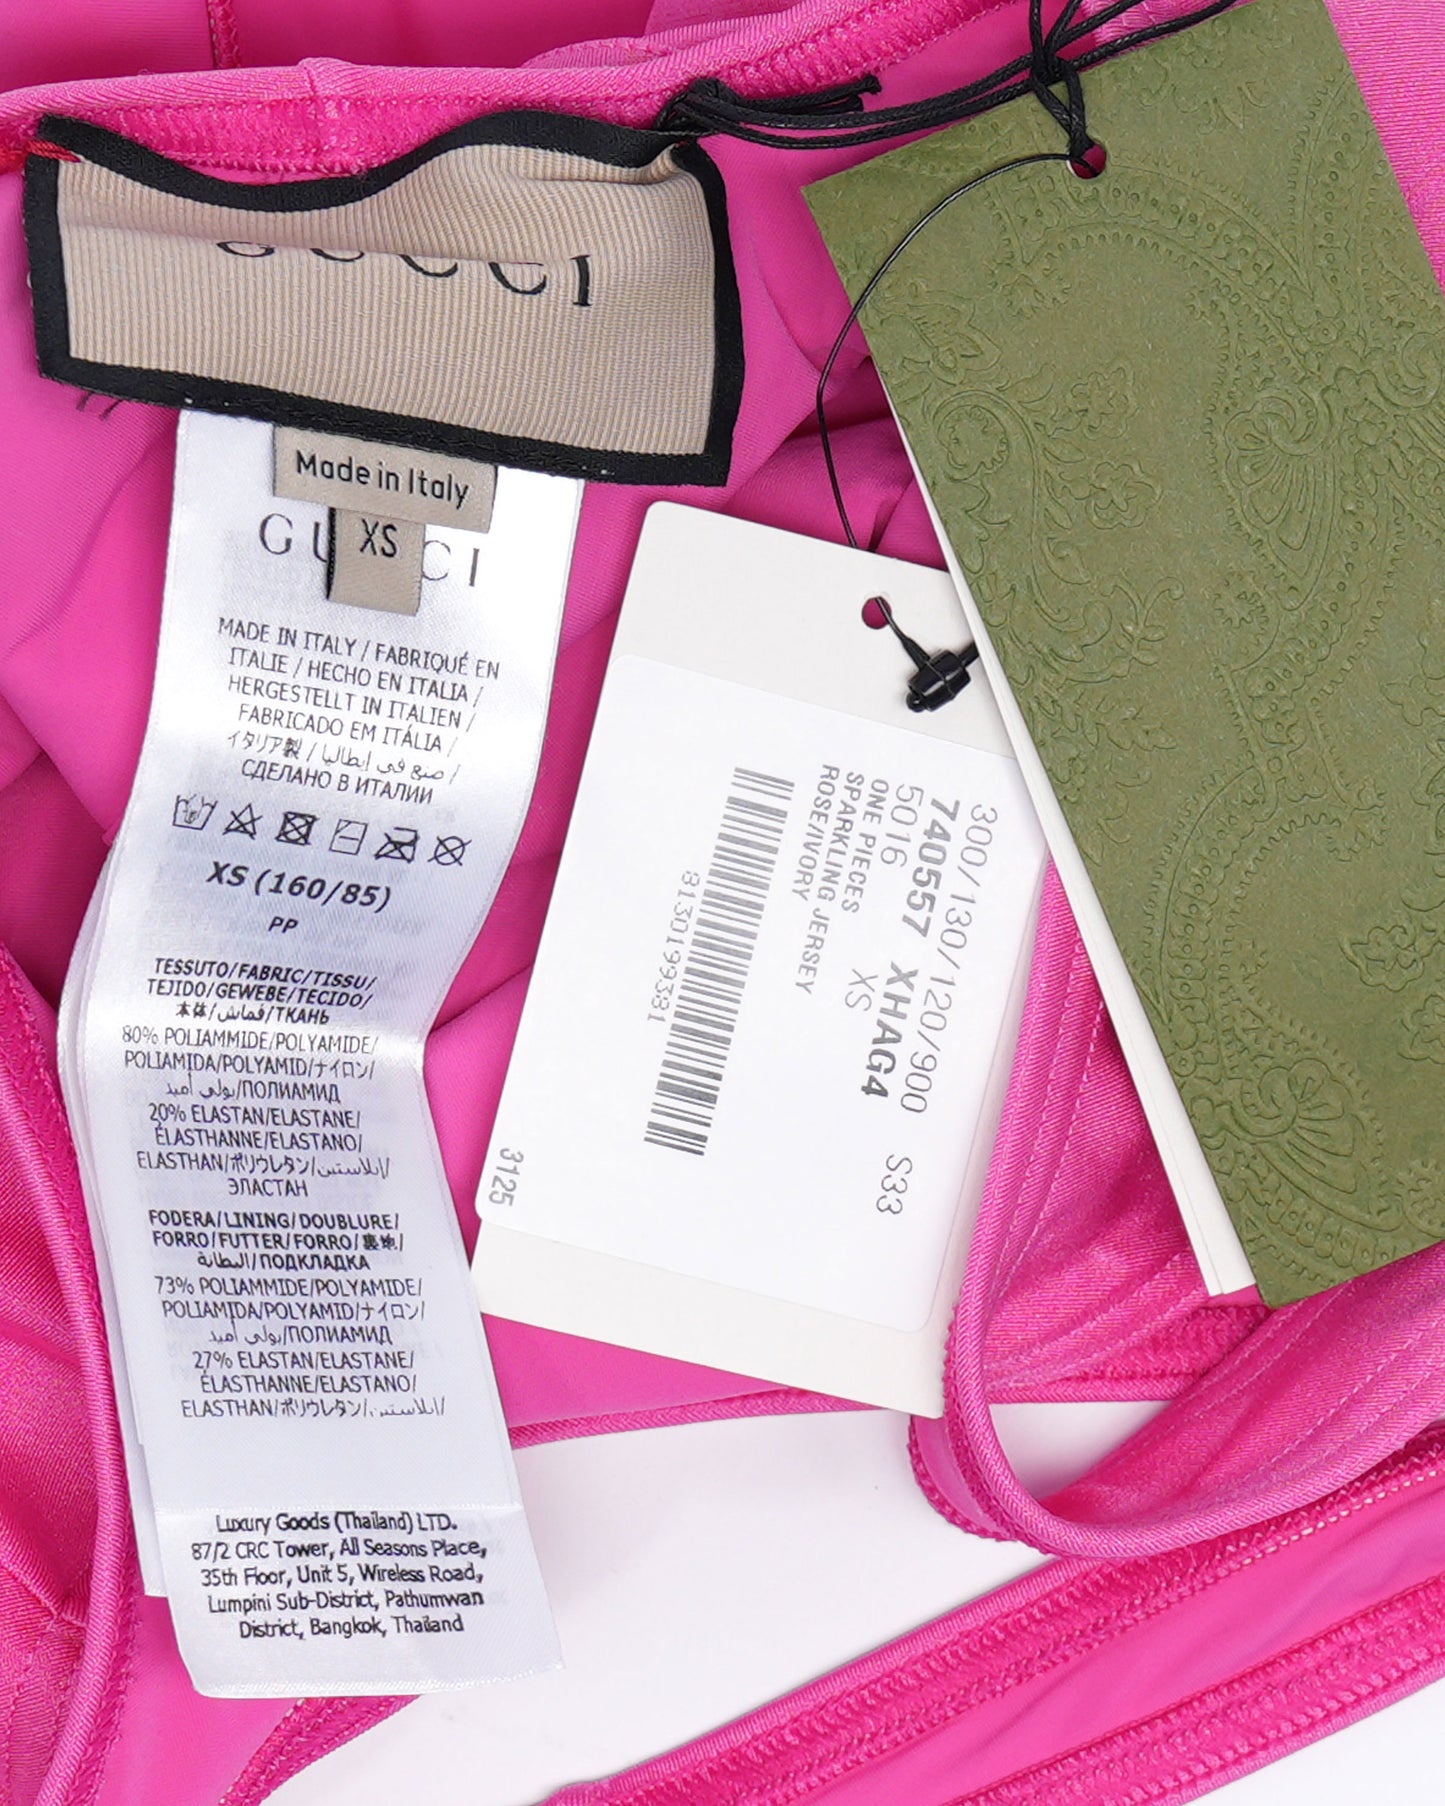 GUCCI
Made in Italy
XS
GUCCI
MADE IN ITALY / FABRIQUÉ EN
ITALIE / HECHO EN ITALIA /
HERGESTELLT IN ITALIEN /
FABRICADO EM ITÁLIA /
イタリア製 / صنع في إيطاليا /
СДЕЛАНО В ИТАЛИИ
XS (160/85)
PP
TESSUTO/FABRIC/TISSU/
TEJIDO/GEWEBE/TECIDO/
本体/قماش/ТКАНЬ
80% POLIAMMIDE/POLYAMIDE/
POLIAMIDA/POLYAMID/ナイロン/
بولي أميد/ПОЛИАМИД
20% ELASTAN/ELASTANE/
ÉLASTHANNE/ELASTANO/
ELASTHAN/ポリウレタン/إيلاستين/
ЭЛАСТАН
FODERA/LINING/DOUBLURE/
FORRO/FUTTER/FORRO/裏地/
البطانة/ПОДКЛАДКА
73% POLIAMMIDE/POLYAMIDE/
POLIAMIDA/POLYAMID/ナイロン/
بولي أميد/ПОЛИАМИД
27% ELASTAN/ELASTANE/
ÉLASTHANNE/ELASTANO/
ELASTHAN/ポリウレタン/إيلاستين/
Luxury Goods (Thailand) LTD.
87/2 CRC Tower, All Seasons Place,
35th Floor, Unit 5, Wireless Road,
Lumpini Sub-District, Pathumwan
District, Bangkok, Thailand
300/130/120/900 S33
740557 XHAG4
5016 XS
ONE PIECES
SPARKLING JERSEY
ROSE/IVORY
8130199381
3125